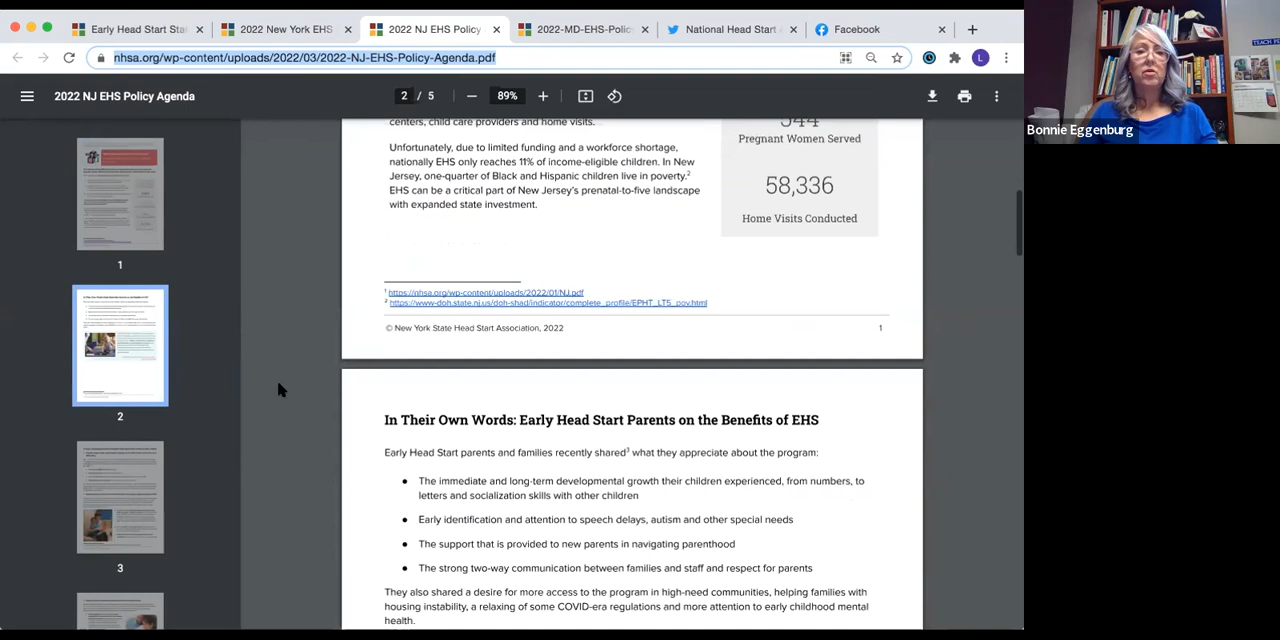 Early Head Start Sta
2022 New York EHS
2022 NJ EHS Policy
2022-MD-EHS-Polic
National Head Start
Facebook
nhsa.org/wp-content/uploads/2022/03/2022-NJ-EHS-Policy-Agenda.pdf
L
2022 NJ EHS Policy Agenda
2 / 5
89%
centers, child care providers and home visits.
Unfortunately, due to limited funding and a workforce shortage,
nationally EHS only reaches 11% of income-eligible children. In New
Jersey, one-quarter of Black and Hispanic children live in poverty.2
EHS can be a critical part of New Jersey's prenatal-to-five landscape
with expanded state investment.
Pregnant Women Served
58,336
Home Visits Conducted
1 https://nhsa.org/wp-content/uploads/2022/01/NJ.pdf
2 https://www-doh.state.nj.us/doh-shad/indicator/complete_profile/EPHT_LT5_pov.html
© New York State Head Start Association, 2022
1
In Their Own Words: Early Head Start Parents on the Benefits of EHS
Early Head Start parents and families recently shared3 what they appreciate about the program:
● The immediate and long-term developmental growth their children experienced, from numbers, to
letters and socialization skills with other children
● Early identification and attention to speech delays, autism and other special needs
● The support that is provided to new parents in navigating parenthood
● The strong two-way communication between families and staff and respect for parents
They also shared a desire for more access to the program in high-need communities, helping families with
housing instability, a relaxing of some COVID-era regulations and more attention to early childhood mental
health.
1
2
3
Bonnie Eggenburg